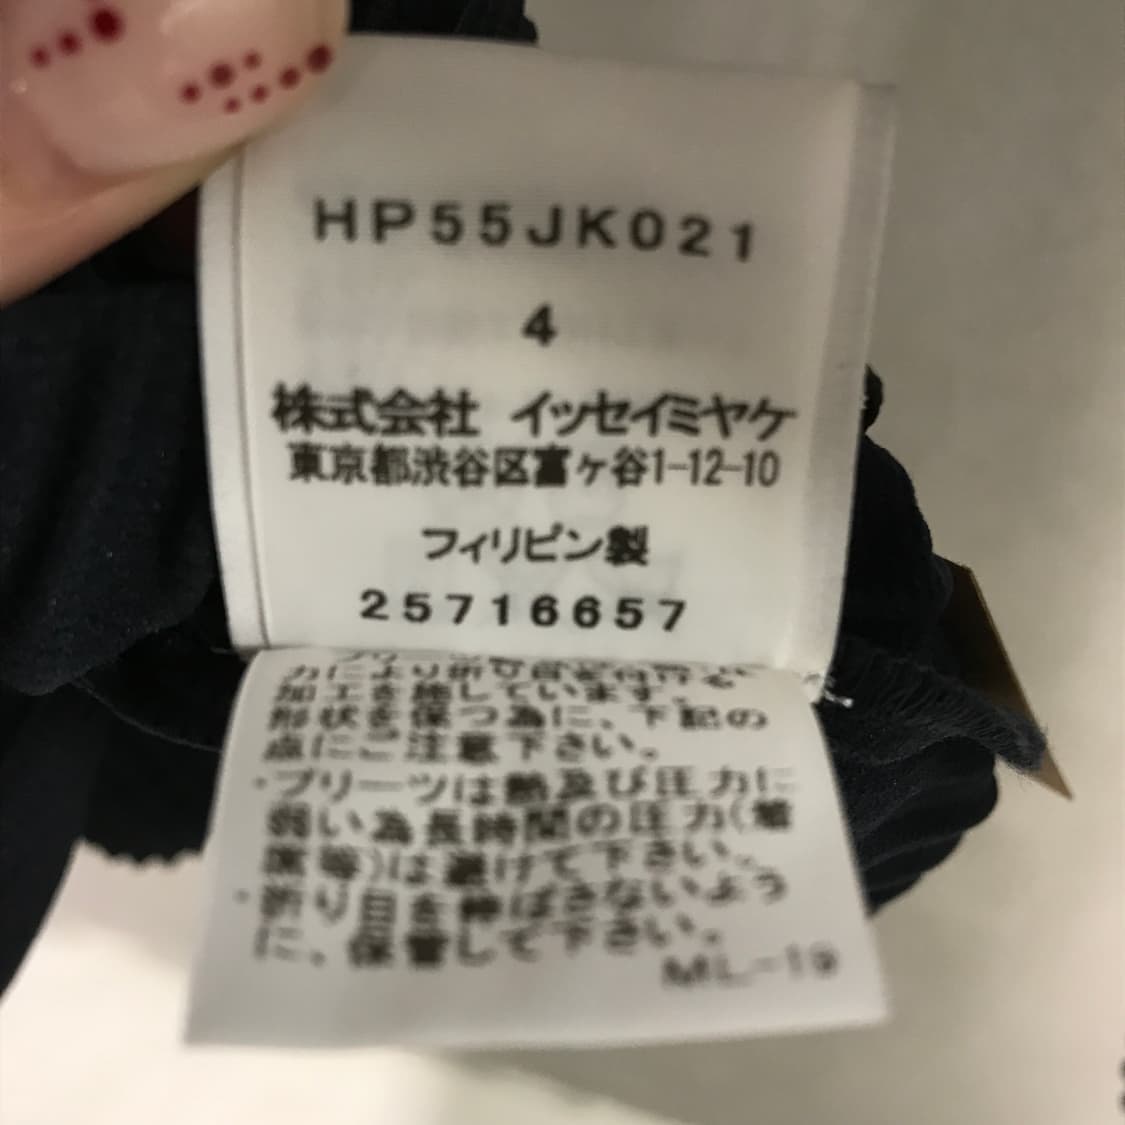 HP55JK021
4
株式会社 イッセイミヤケ
東京都渋谷区富ヶ谷1-12-10
フィリピン製
25716657
加工を施しています。
形状を保つ為に、下記の
点にご注意下さい。
・プリーツは熱及び圧力に
弱い為長時間の圧力(着
席等)は避けて下さい。
・折り目を伸ばさないよう
に、保管して下さい。
ML-19